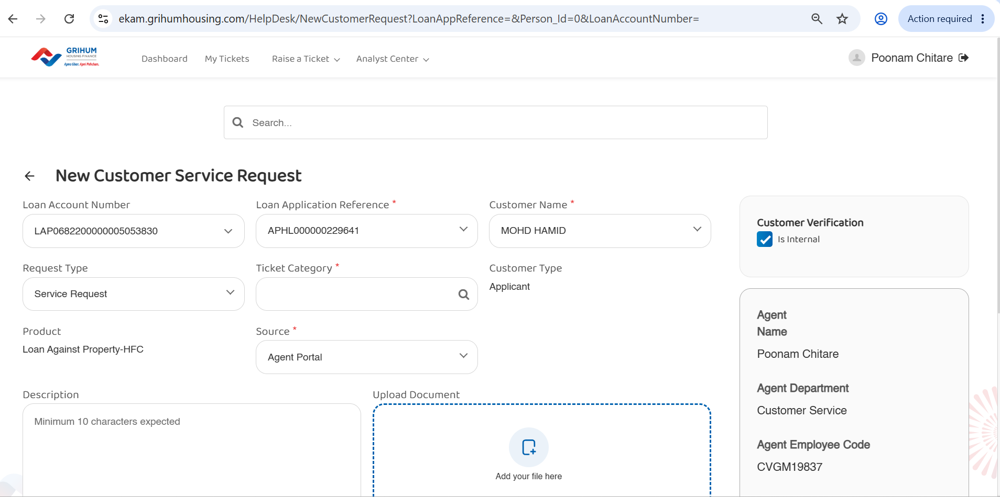 ekam.grihumhousing.com/HelpDesk/NewCustomerRequest?LoanAppReference=&Person_Id=0&LoanAccountNumber=
Action required
GRIHUM
HOUSING FINANCE
Apna Ghar. Apni Pehchan.
Dashboard
My Tickets
Raise a Ticket
Analyst Center
Poonam Chitare
Search...
New Customer Service Request
Loan Account Number
LAP0682200000005053830
Loan Application Reference *
APHL000000229641
Customer Name *
MOHD HAMID
Request Type
Service Request
Ticket Category *
Customer Type
Applicant
Product
Loan Against Property-HFC
Source *
Agent Portal
Description
Minimum 10 characters expected
Upload Document
Add your file here
Customer Verification
Is Internal
Agent
Name
Poonam Chitare
Agent Department
Customer Service
Agent Employee Code
CVGM19837